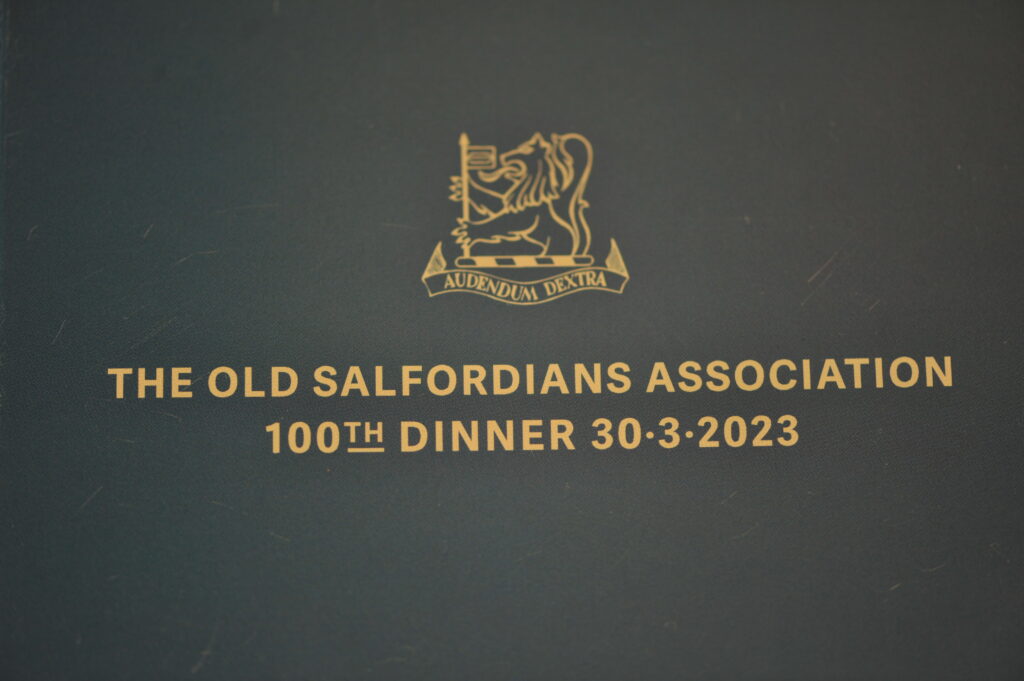 AUDENDUM DEXTRA
THE OLD SALFORDIANS ASSOCIATION
100TH DINNER 30·3·2023